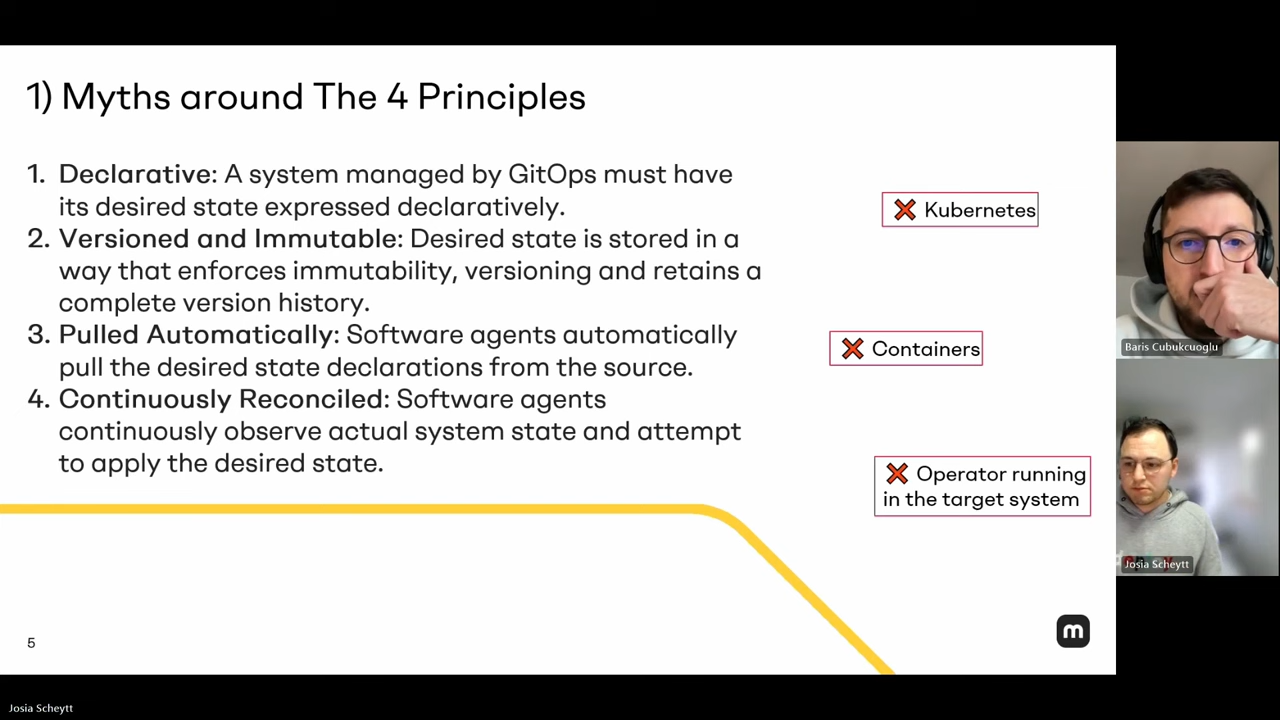 1) Myths around The 4 Principles
1. Declarative: A system managed by GitOps must have
its desired state expressed declaratively.
2. Versioned and Immutable: Desired state is stored in a
way that enforces immutability, versioning and retains a
complete version history.
3. Pulled Automatically: Software agents automatically
pull the desired state declarations from the source.
4. Continuously Reconciled: Software agents
continuously observe actual system state and attempt
to apply the desired state.
❌ Kubernetes
❌ Containers
❌ Operator running
in the target system
5
m
Baris Cubukcuoglu
Josia Scheytt
Josia Scheytt